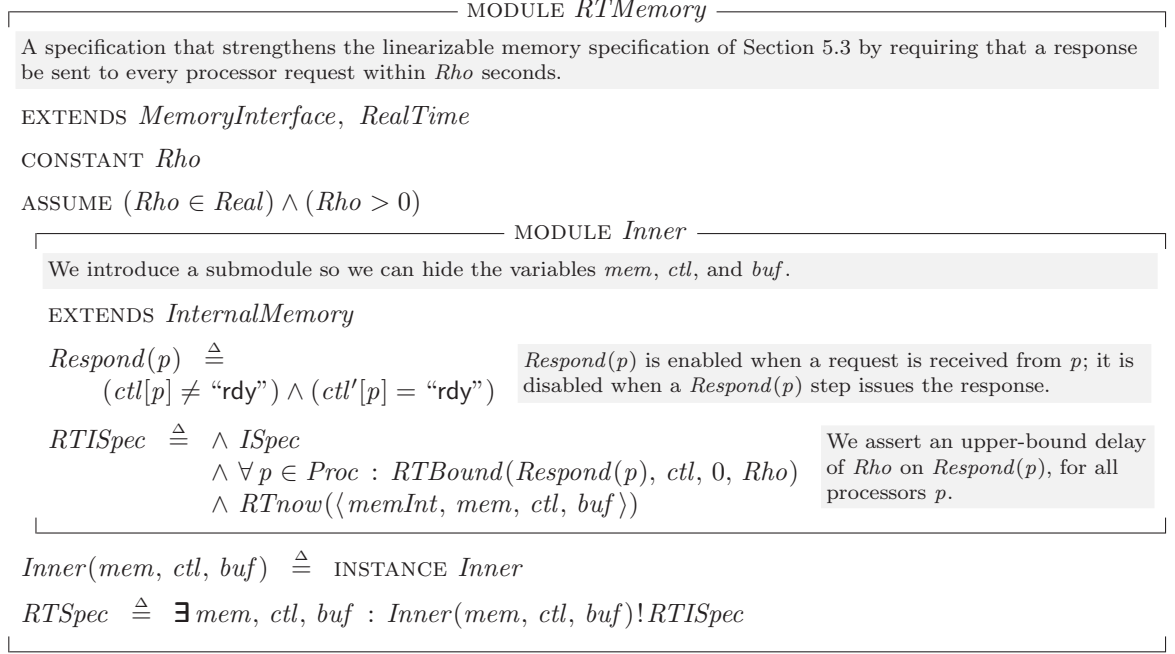 MODULE RTMemory
A specification that strengthens the linearizable memory specification of Section 5.3 by requiring that a response
be sent to every processor request within Rho seconds.
EXTENDS MemoryInterface, RealTime
CONSTANT Rho
ASSUME (Rho ∈ Real) ∧ (Rho > 0)
MODULE Inner
We introduce a submodule so we can hide the variables mem, ctl, and buf.
EXTENDS InternalMemory
Respond(p) ≜
(ctl[p] ≠ “rdy”) ∧ (ctl′[p] = “rdy”)
Respond(p) is enabled when a request is received from p; it is
disabled when a Respond(p) step issues the response.
RTISpec ≜ ∧ ISpec
∧ ∀ p ∈ Proc : RTBound(Respond(p), ctl, 0, Rho)
∧ RTnow(⟨memInt, mem, ctl, buf⟩)
We assert an upper-bound delay
of Rho on Respond(p), for all
processors p.
Inner(mem, ctl, buf) ≜ INSTANCE Inner
RTSpec ≜ ∃ mem, ctl, buf : Inner(mem, ctl, buf)!RTISpec